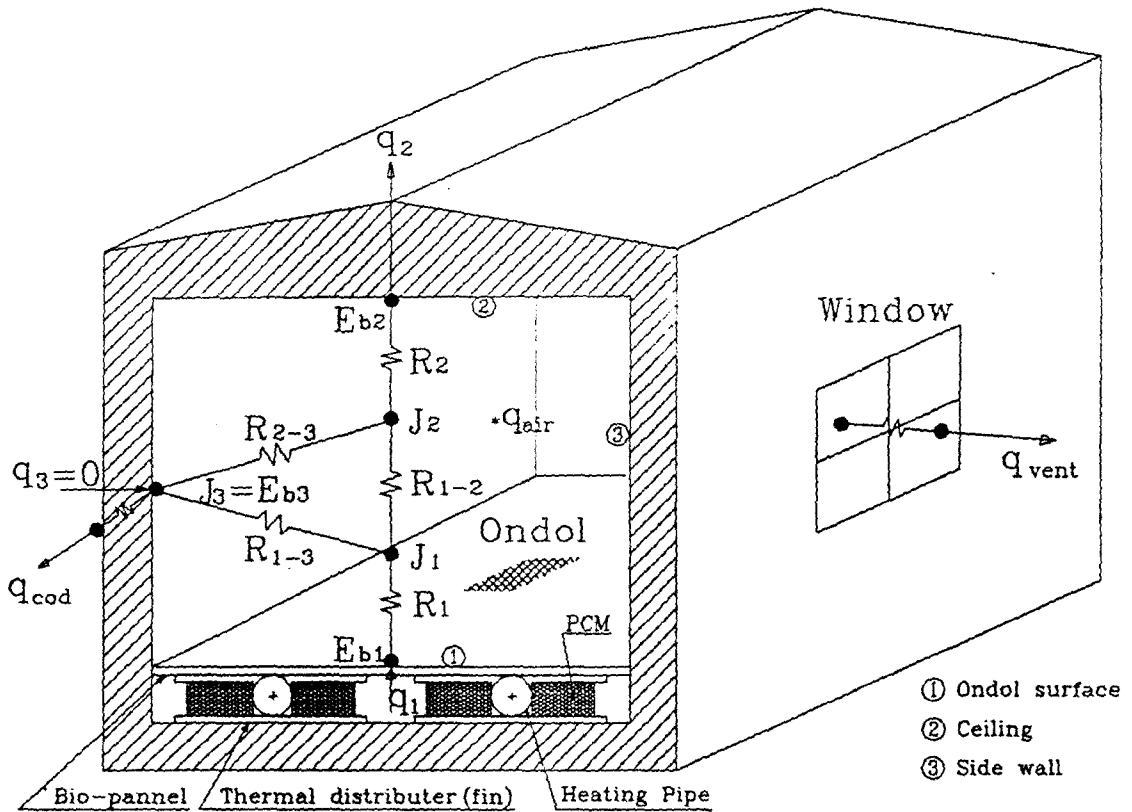 q2
Eb2
②
R2
Window
R2-3
J2
*qair
③
q3=0
J3=Eb3
R1-2
qvent
R1-3
Ondol
qcod
J1
R1
PCM
Eb1
①
q1
① Ondol surface
② Ceiling
③ Side wall
Bio-pannel
Thermal distributer (fin)
Heating Pipe